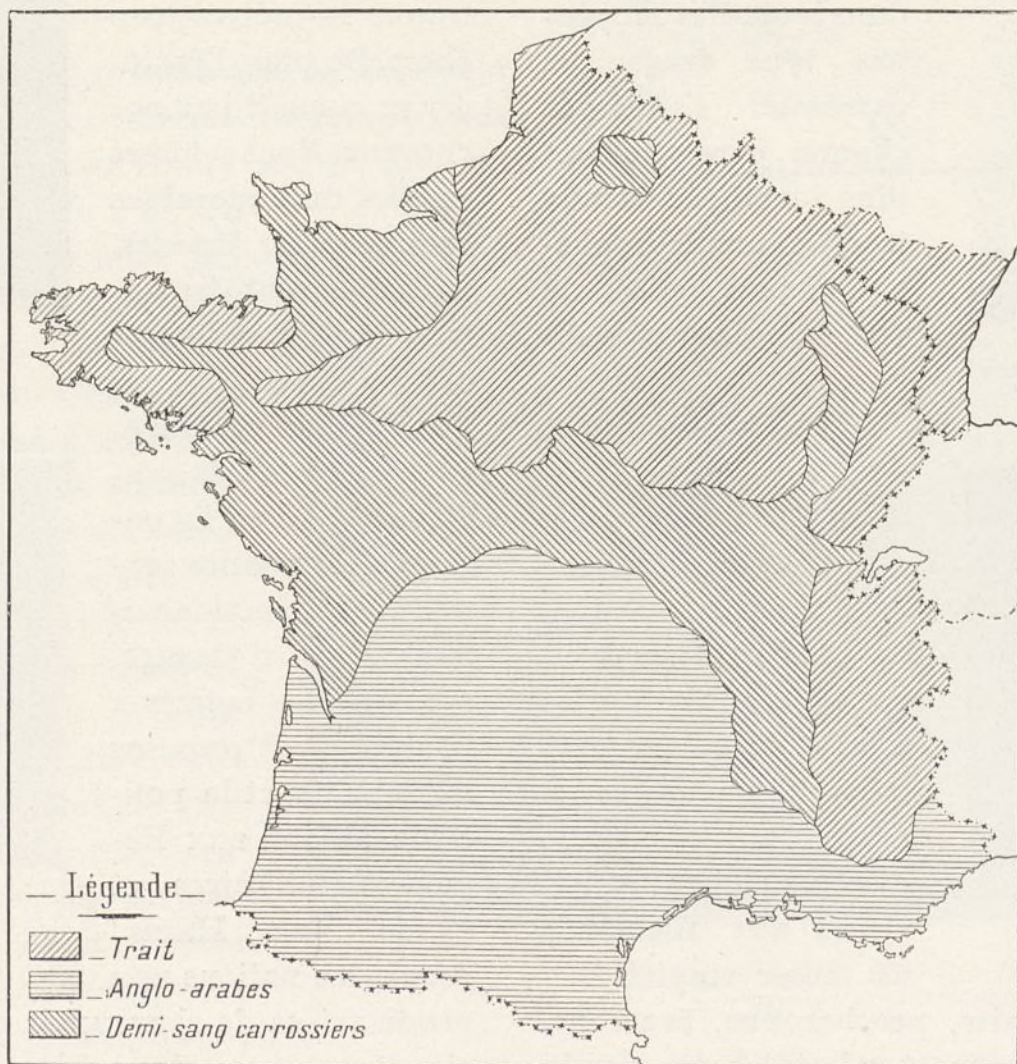 _ Légende _
_ Trait
_ Anglo-arabes
_ Demi-sang carrossiers